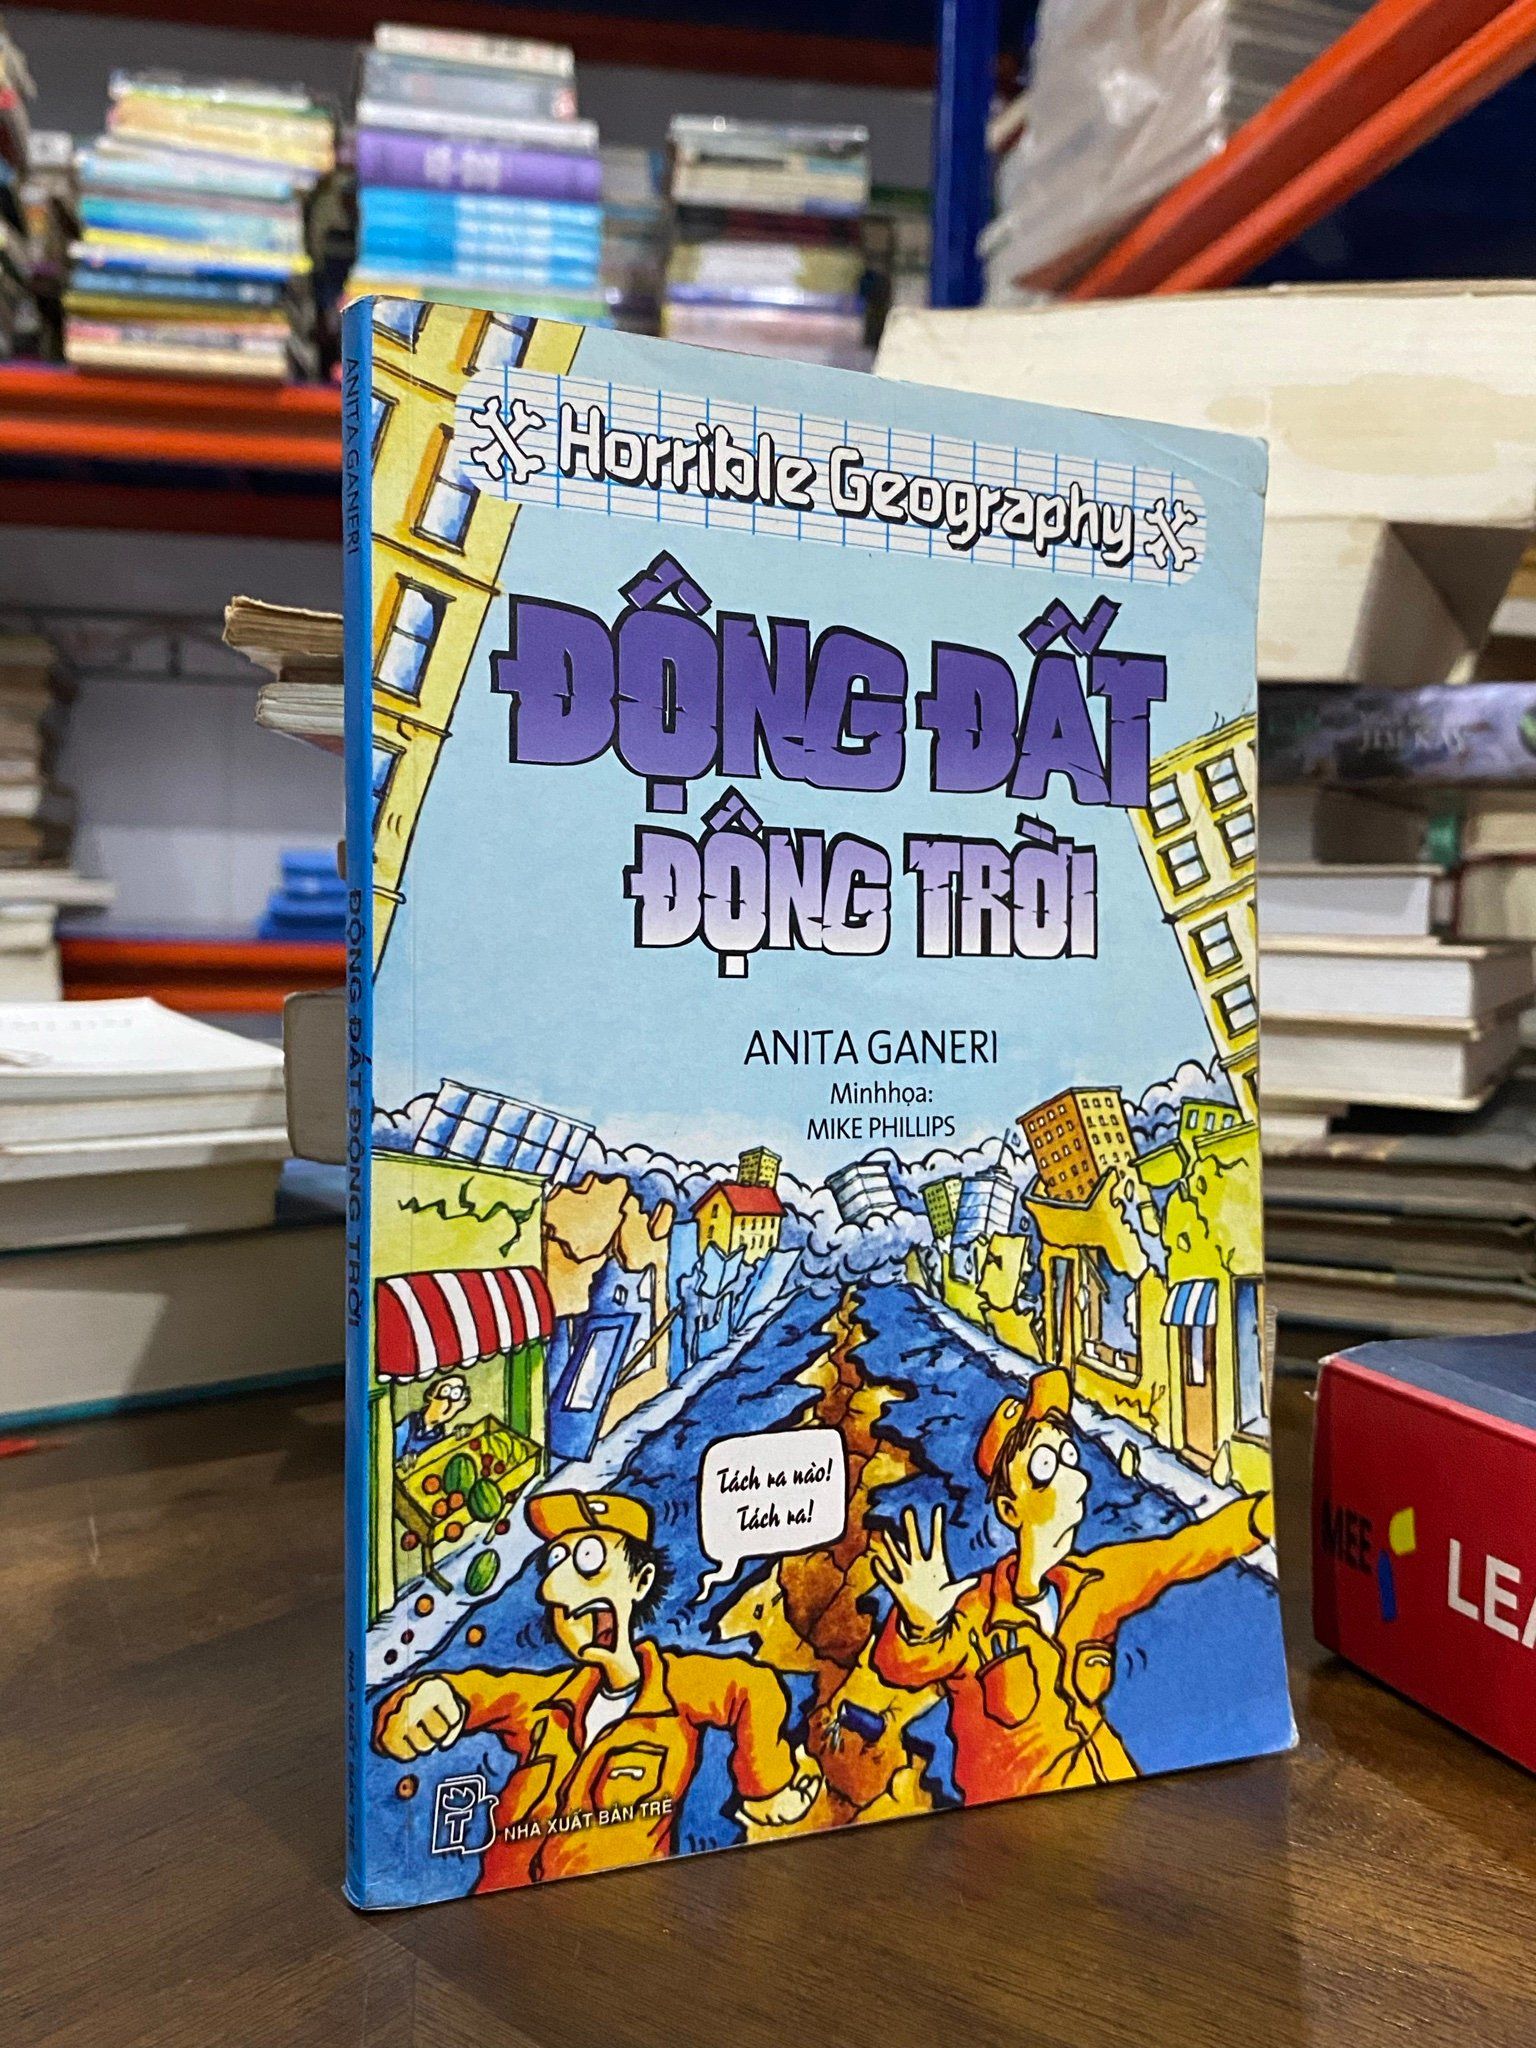 Horrible Geography
ĐỘNG ĐẤT
ĐỘNG TRỜI
ANITA GANERI
Minhhọa:
MIKE PHILLIPS
Tách ra nào!
Tách ra!
NHÀ XUẤT BẢN TRẺ
ANITA GANERI
ĐỘNG ĐẤT ĐỘNG TRỜI
MEE
LEA